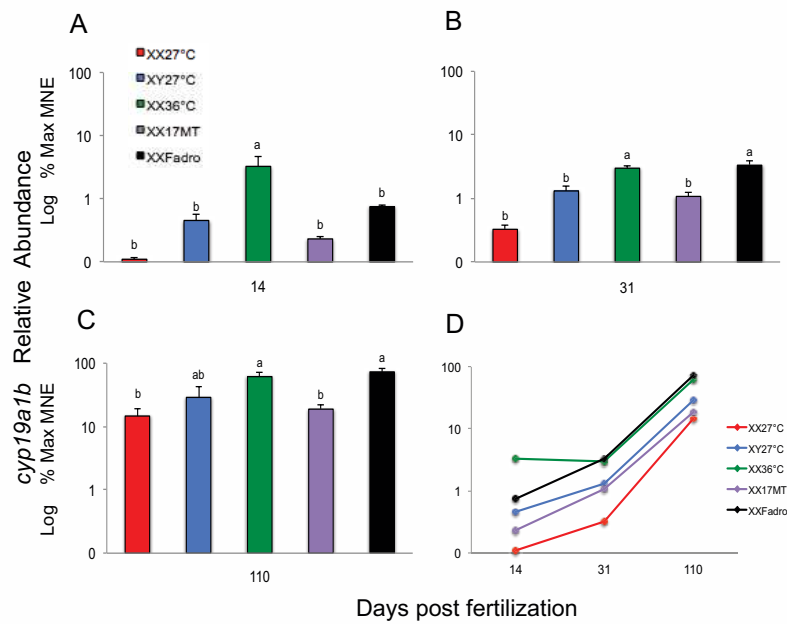 A
XX27°C
XY27°C
XX36°C
XX17MT
XXFadro
100
10
1
0
b
b
a
b
b
14
B
100
10
1
0
b
b
a
b
a
31
cyp19a1b Relative Abundance
Log % Max MNE
Log % Max MNE
C
100
10
1
0
b
ab
a
b
a
110
D
100
10
1
0
14
31
110
XX27°C
XY27°C
XX36°C
XX17MT
XXFadro
Days post fertilization